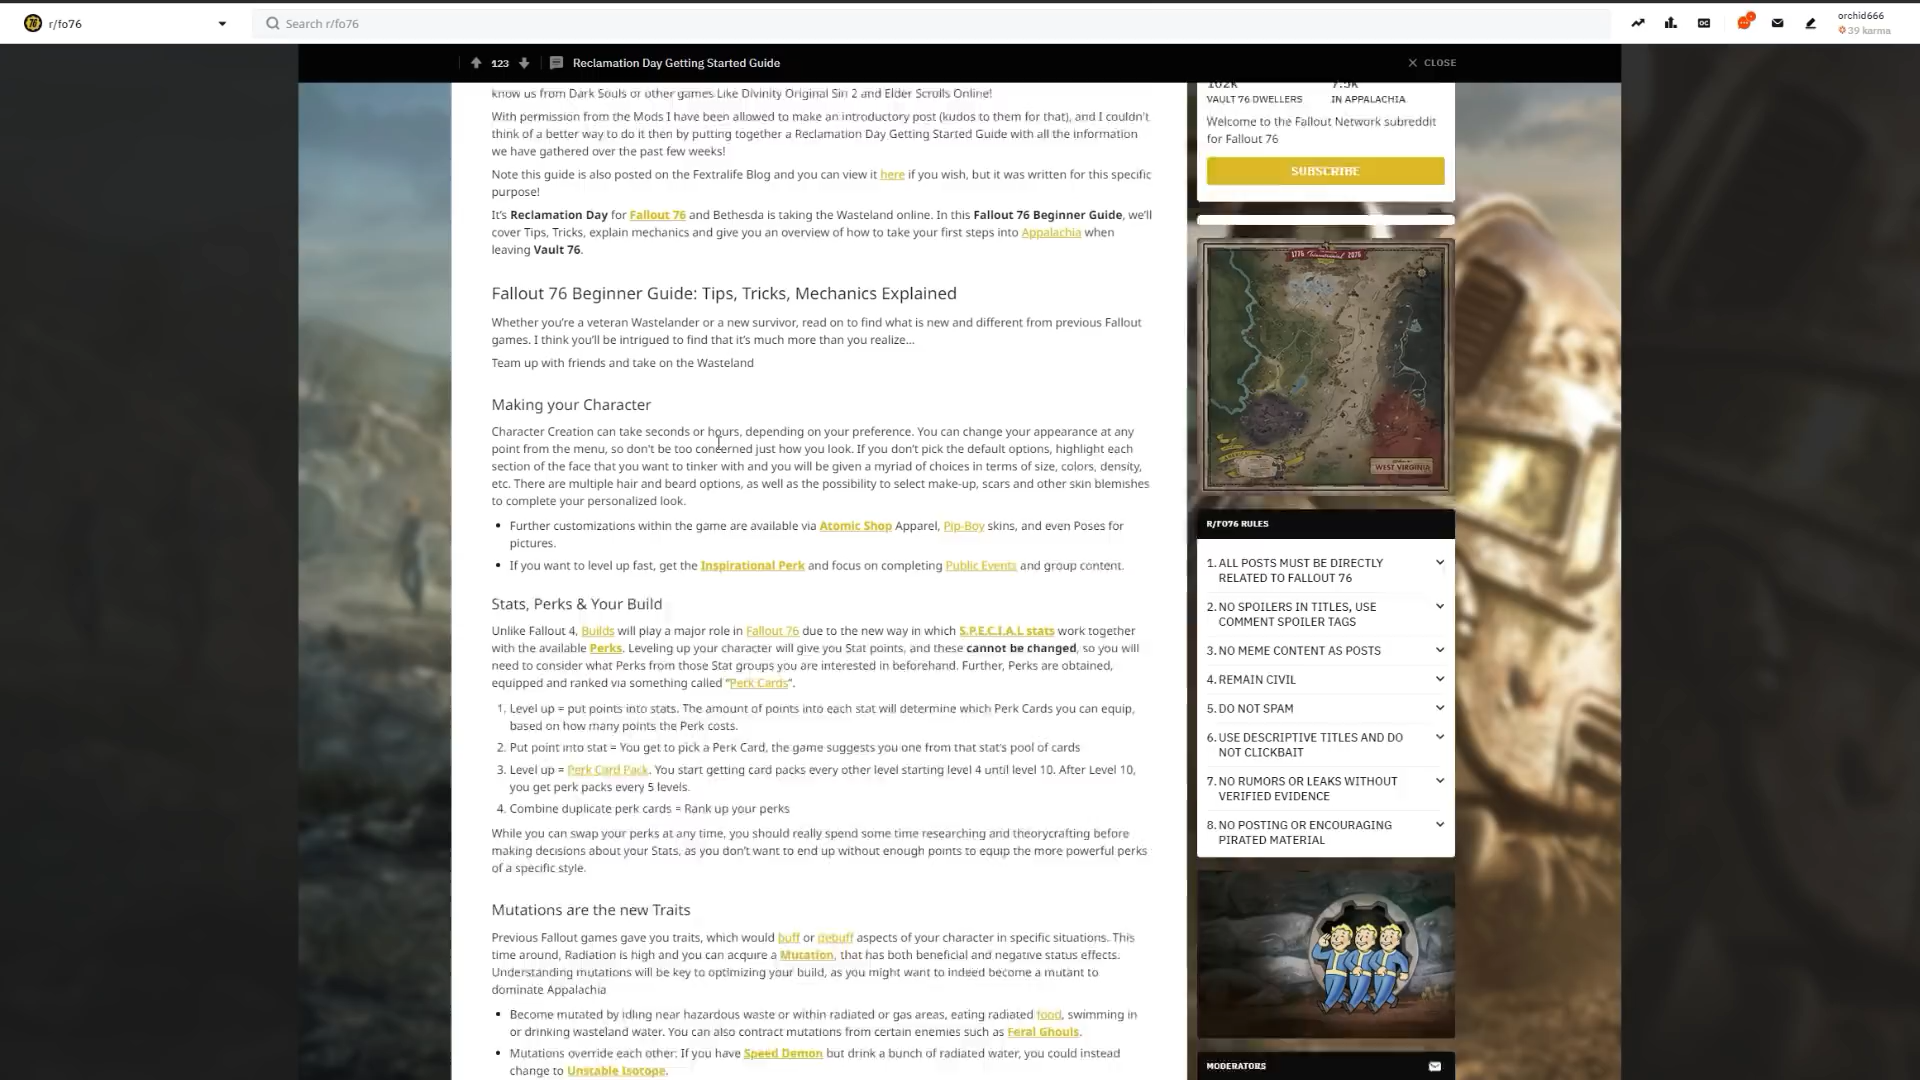 r/fo76
Search r/fo76
orchid666
39 karma
123
Reclamation Day Getting Started Guide
CLOSE
know us from Dark Souls or other games Like Divinity Original Sin 2 and Elder Scrolls Online!
With permission from the Mods I have been allowed to make an introductory post (kudos to them for that), and I couldn't
think of a better way to do it then by putting together a Reclamation Day Getting Started Guide with all the information
we have gathered over the past few weeks!
Note this guide is also posted on the Fextralife Blog and you can view it here if you wish, but it was written for this specific
purpose!
It's Reclamation Day for Fallout 76 and Bethesda is taking the Wasteland online. In this Fallout 76 Beginner Guide, we'll
cover Tips, Tricks, explain mechanics and give you an overview of how to take your first steps into Appalachia when
leaving Vault 76.
Fallout 76 Beginner Guide: Tips, Tricks, Mechanics Explained
Whether you're a veteran Wastelander or a new survivor, read on to find what is new and different from previous Fallout
games. I think you'll be intrigued to find that it's much more than you realize...
Team up with friends and take on the Wasteland
Making your Character
Character Creation can take seconds or hours, depending on your preference. You can change your appearance at any
point from the menu, so don't be too concerned just how you look. If you don't pick the default options, highlight each
section of the face that you want to tinker with and you will be given a myriad of choices in terms of size, colors, density,
etc. There are multiple hair and beard options, as well as the possibility to select make-up, scars and other skin blemishes
to complete your personalized look.
• Further customizations within the game are available via Atomic Shop Apparel, Pip-Boy skins, and even Poses for
pictures.
• If you want to level up fast, get the Inspirational Perk and focus on completing Public Events and group content.
Stats, Perks & Your Build
Unlike Fallout 4, Builds will play a major role in Fallout 76 due to the new way in which S.P.E.C.I.A.L stats work together
with the available Perks. Leveling up your character will give you Stat points, and these cannot be changed, so you will
need to consider what Perks from those Stat groups you are interested in beforehand. Further, Perks are obtained,
equipped and ranked via something called "Perk Cards".
1. Level up = put points into stats. The amount of points into each stat will determine which Perk Cards you can equip,
based on how many points the Perk costs.
2. Put point into stat = You get to pick a Perk Card, the game suggests you one from that stat's pool of cards
3. Level up = Perk Card Pack. You start getting card packs every other level starting level 4 until level 10. After Level 10,
you get perk packs every 5 levels.
4. Combine duplicate perk cards = Rank up your perks
While you can swap your perks at any time, you should really spend some time researching and theorycrafting before
making decisions about your Stats, as you don't want to end up without enough points to equip the more powerful perks
of a specific style.
Mutations are the new Traits
Previous Fallout games gave you traits, which would buff or debuff aspects of your character in specific situations. This
time around, Radiation is high and you can acquire a Mutation, that has both beneficial and negative status effects.
Understanding mutations will be key to optimizing your build, as you might want to indeed become a mutant to
dominate Appalachia
• Become mutated by idling near hazardous waste or within radiated or gas areas, eating radiated food, swimming in
or drinking wasteland water. You can also contract mutations from certain enemies such as Feral Ghouls.
• Mutations override each other: If you have Speed Demon but drink a bunch of radiated water, you could instead
change to Unstable Isotope.
102k 7.5k
VAULT 76 DWELLERS IN APPALACHIA
Welcome to the Fallout Network subreddit
for Fallout 76
SUBSCRIBE
1776 2076
WEST VIRGINIA
R/FO76 RULES
1. ALL POSTS MUST BE DIRECTLY
RELATED TO FALLOUT 76
2. NO SPOILERS IN TITLES, USE
COMMENT SPOILER TAGS
3. NO MEME CONTENT AS POSTS
4. REMAIN CIVIL
5. DO NOT SPAM
6. USE DESCRIPTIVE TITLES AND DO
NOT CLICKBAIT
7. NO RUMORS OR LEAKS WITHOUT
VERIFIED EVIDENCE
8. NO POSTING OR ENCOURAGING
PIRATED MATERIAL
MODERATORS